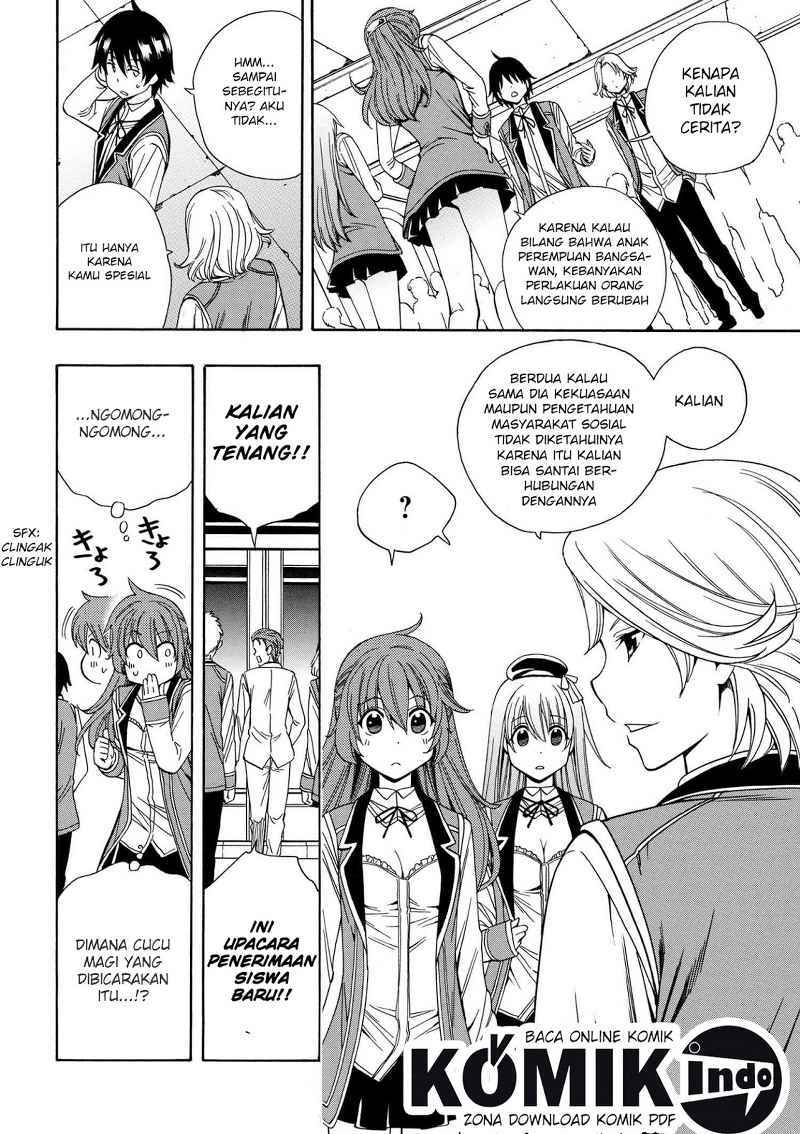 KENAPA
KALIAN
TIDAK
CERITA?
KARENA KALAU
BILANG BAHWA ANAK
PEREMPUAN BANGSA-
WAN, KEBANYAKAN
PERLAKUAN ORANG
LANGSUNG BERUBAH
HMM...
SAMPAI
SEBEGITU-
NYA? AKU
TIDAK...
ITU HANYA
KARENA
KAMU SPESIAL
KALIAN
BERDUA KALAU
SAMA DIA KEKUASAAN
MAUPUN PENGETAHUAN
MASYARAKAT SOSIAL
TIDAK DIKETAHUINYA
KARENA ITU KALIAN
BISA SANTAI BER-
HUBUNGAN
DENGANNYA
?
KALIAN
YANG
TENANG!!
INI
UPACARA
PENERIMAAN
SISWA
BARU!!
...NGOMONG-
NGOMONG...
きょろ
きょろ
SFX:
CLINGAK
CLINGUK
DIMANA CUCU
MAGI YANG
DIBICARAKAN
ITU...!?
BACA ONLINE KOMIK
KOMIK indo
ZONA DOWNLOAD KOMIK PDF